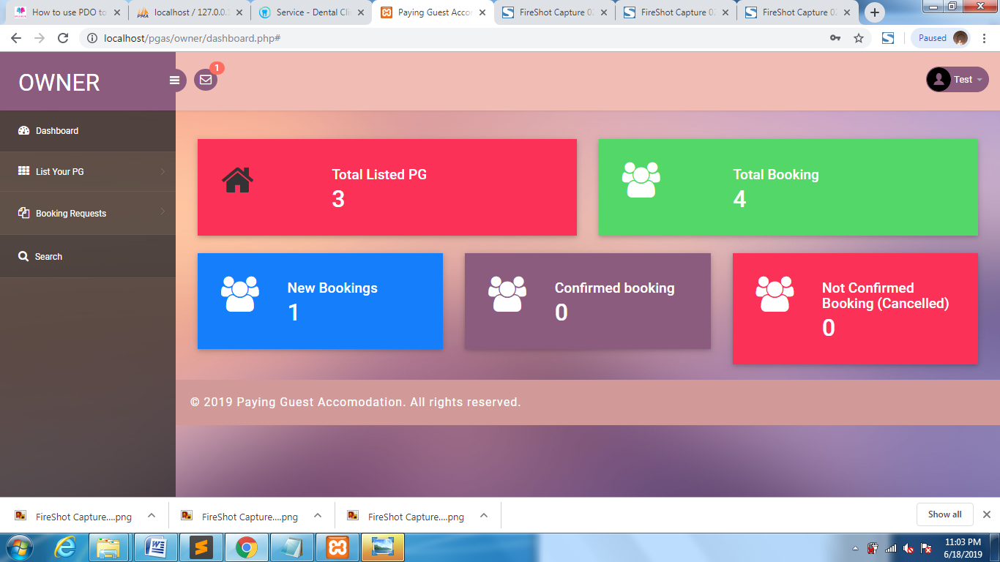 How to use PDO to
localhost / 127.0.0.
Service - Dental Cli
Paying Guest Accom
FireShot Capture 02
FireShot Capture 02
FireShot Capture 02
localhost/pgas/owner/dashboard.php#
Paused
OWNER
1
Test
Dashboard
List Your PG
Booking Requests
Search
Total Listed PG
3
Total Booking
4
New Bookings
1
Confirmed booking
0
Not Confirmed
Booking (Cancelled)
0
© 2019 Paying Guest Accomodation. All rights reserved.
FireShot Capture....png
FireShot Capture....png
FireShot Capture....png
Show all
11:03 PM
6/18/2019